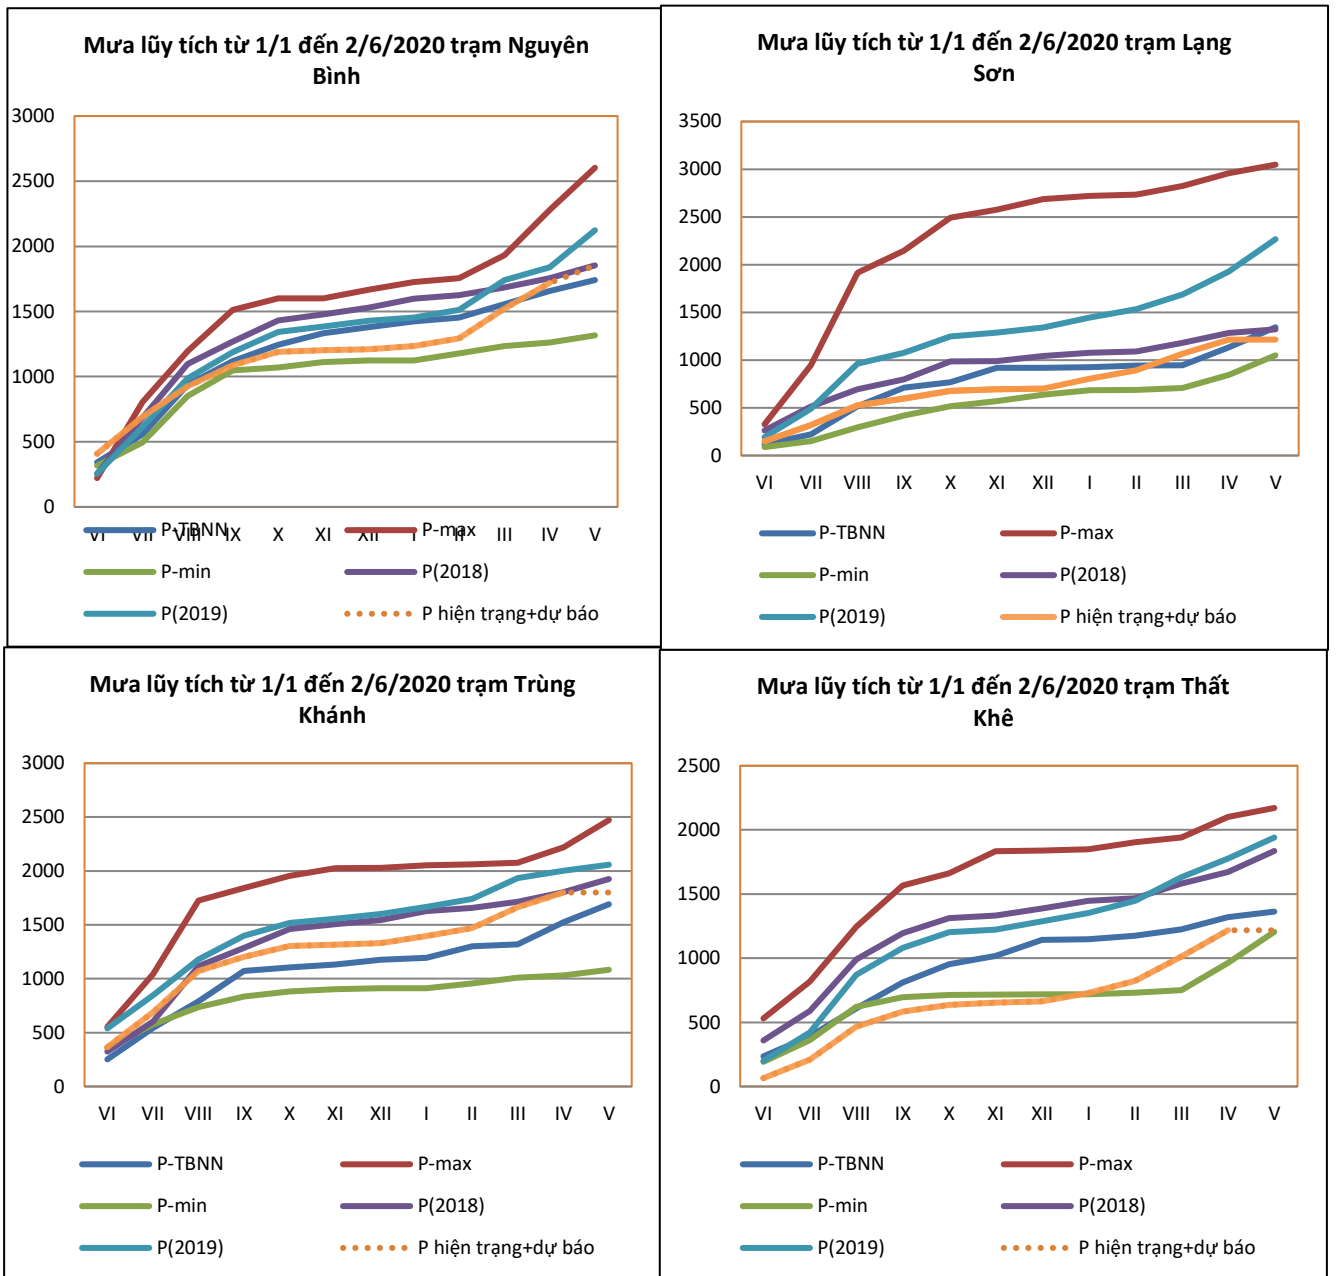 Mưa lũy tích từ 1/1 đến 2/6/2020 trạm Nguyên
Bình
3000
2500
2000
1500
1000
500
0
VI VII VIII IX X XI XII I II III IV V
P-TBNN P-max
P-min P(2018)
P(2019) P hiện trạng+dự báo
Mưa lũy tích từ 1/1 đến 2/6/2020 trạm Lạng
Sơn
3500
3000
2500
2000
1500
1000
500
0
VI VII VIII IX X XI XII I II III IV V
P-TBNN P-max
P-min P(2018)
P(2019) P hiện trạng+dự báo
Mưa lũy tích từ 1/1 đến 2/6/2020 trạm Trùng
Khánh
3000
2500
2000
1500
1000
500
0
VI VII VIII IX X XI XII I II III IV V
P-TBNN P-max
P-min P(2018)
P(2019) P hiện trạng+dự báo
Mưa lũy tích từ 1/1 đến 2/6/2020 trạm Thất
Khê
2500
2000
1500
1000
500
0
VI VII VIII IX X XI XII I II III IV V
P-TBNN P-max
P-min P(2018)
P(2019) P hiện trạng+dự báo